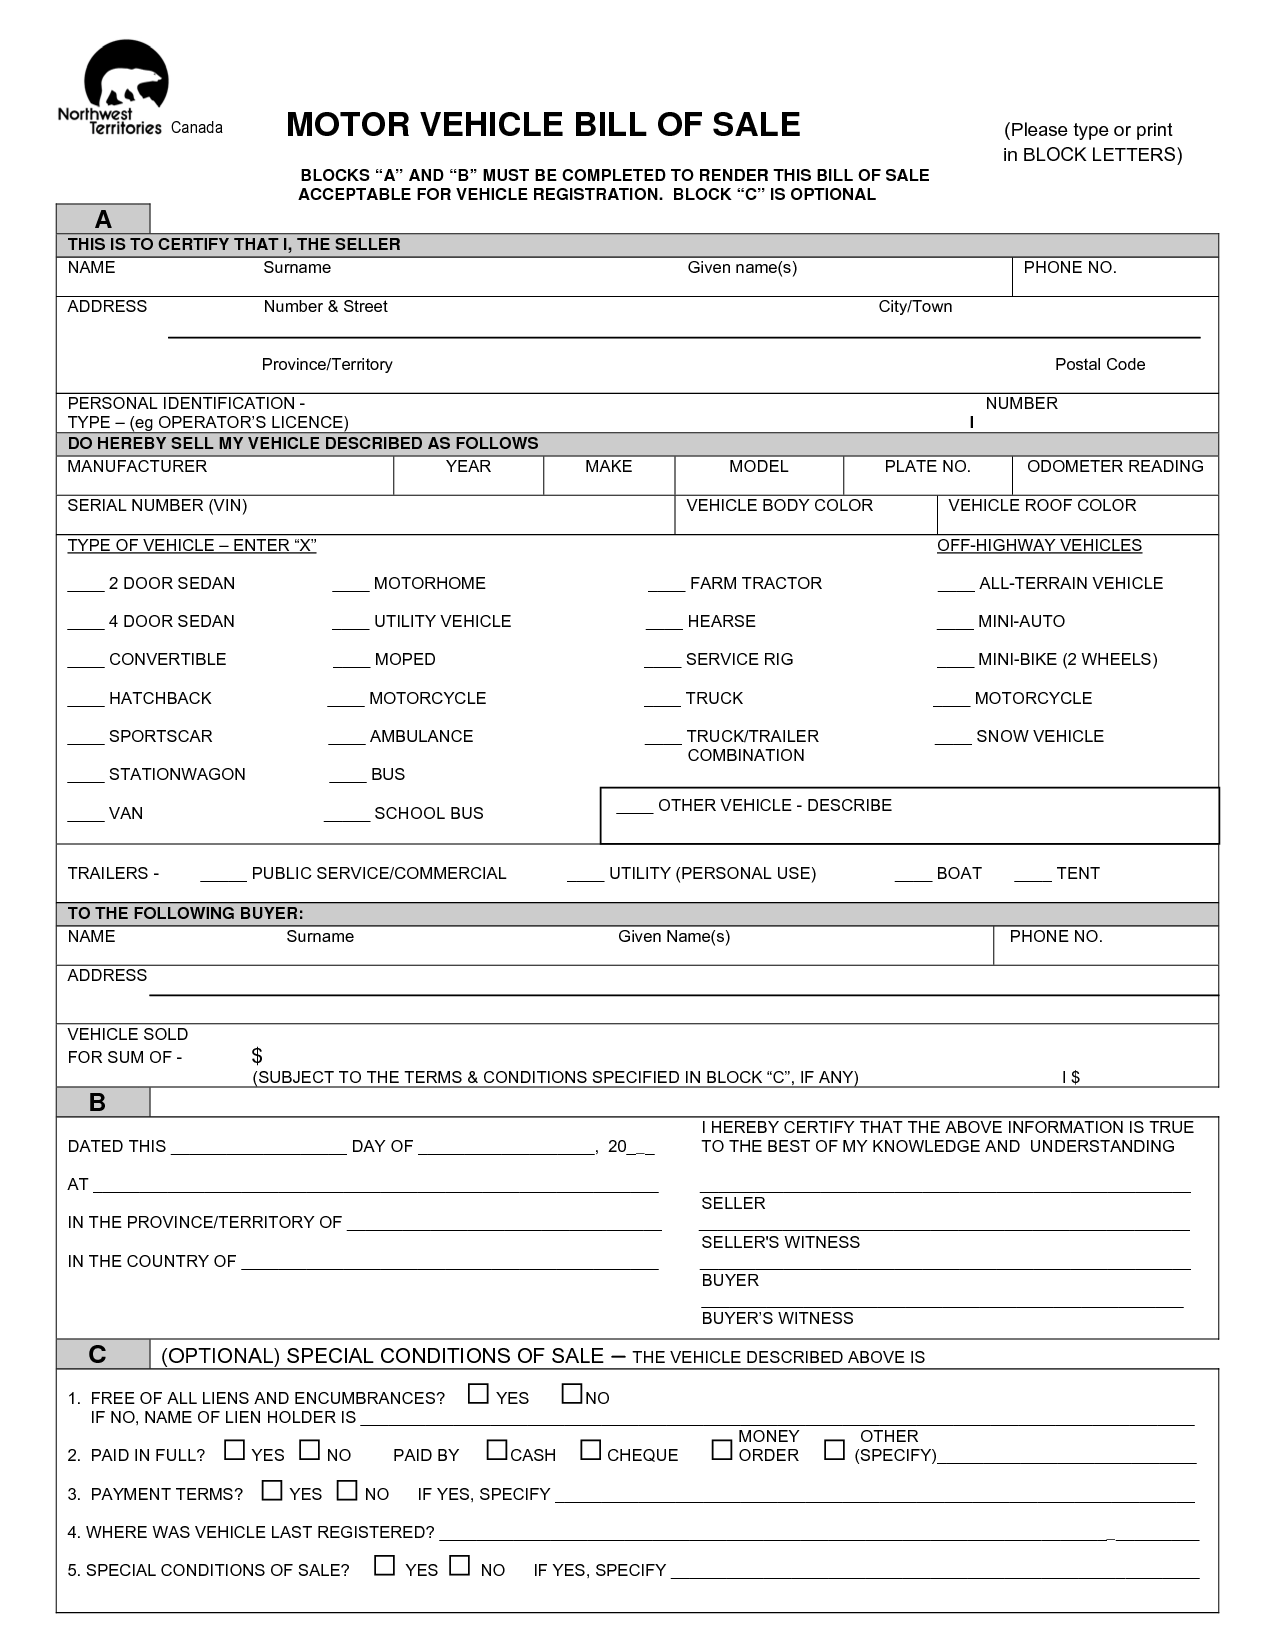 Northwest
Territories Canada
MOTOR VEHICLE BILL OF SALE
(Please type or print
in BLOCK LETTERS)
BLOCKS “A” AND “B” MUST BE COMPLETED TO RENDER THIS BILL OF SALE
ACCEPTABLE FOR VEHICLE REGISTRATION. BLOCK “C” IS OPTIONAL
A
THIS IS TO CERTIFY THAT I, THE SELLER
NAME Surname Given name(s) PHONE NO.
ADDRESS Number & Street City/Town
Province/Territory Postal Code
PERSONAL IDENTIFICATION - NUMBER
TYPE – (eg OPERATOR’S LICENCE) I
DO HEREBY SELL MY VEHICLE DESCRIBED AS FOLLOWS
MANUFACTURER YEAR MAKE MODEL PLATE NO. ODOMETER READING
SERIAL NUMBER (VIN) VEHICLE BODY COLOR VEHICLE ROOF COLOR
TYPE OF VEHICLE – ENTER “X” OFF-HIGHWAY VEHICLES
____ 2 DOOR SEDAN ____ MOTORHOME ____ FARM TRACTOR ____ ALL-TERRAIN VEHICLE
____ 4 DOOR SEDAN ____ UTILITY VEHICLE ____ HEARSE ____ MINI-AUTO
____ CONVERTIBLE ____ MOPED ____ SERVICE RIG ____ MINI-BIKE (2 WHEELS)
____ HATCHBACK ____ MOTORCYCLE ____ TRUCK ____ MOTORCYCLE
____ SPORTSCAR ____ AMBULANCE ____ TRUCK/TRAILER ____ SNOW VEHICLE
COMBINATION
____ STATIONWAGON ____ BUS
____ OTHER VEHICLE - DESCRIBE
____ VAN _____ SCHOOL BUS
TRAILERS - _____ PUBLIC SERVICE/COMMERCIAL ____ UTILITY (PERSONAL USE) ____ BOAT ____ TENT
TO THE FOLLOWING BUYER:
NAME Surname Given Name(s) PHONE NO.
ADDRESS
VEHICLE SOLD
FOR SUM OF - $
(SUBJECT TO THE TERMS & CONDITIONS SPECIFIED IN BLOCK “C”, IF ANY) I $
B
I HEREBY CERTIFY THAT THE ABOVE INFORMATION IS TRUE
DATED THIS ___________________ DAY OF ___________________, 20___ TO THE BEST OF MY KNOWLEDGE AND UNDERSTANDING
AT ____________________
SELLER
IN THE PROVINCE/TERRITORY OF ____________________
SELLER'S WITNESS
IN THE COUNTRY OF ____________________
BUYER
BUYER’S WITNESS
C (OPTIONAL) SPECIAL CONDITIONS OF SALE – THE VEHICLE DESCRIBED ABOVE IS
1. FREE OF ALL LIENS AND ENCUMBRANCES? ☐ YES ☐ NO
IF NO, NAME OF LIEN HOLDER IS ____________________
MONEY OTHER
2. PAID IN FULL? ☐ YES ☐ NO PAID BY ☐ CASH ☐ CHEQUE ☐ ORDER ☐ (SPECIFY)____________________
3. PAYMENT TERMS? ☐ YES ☐ NO IF YES, SPECIFY ____________________
4. WHERE WAS VEHICLE LAST REGISTERED? ____________________
5. SPECIAL CONDITIONS OF SALE? ☐ YES ☐ NO IF YES, SPECIFY ____________________